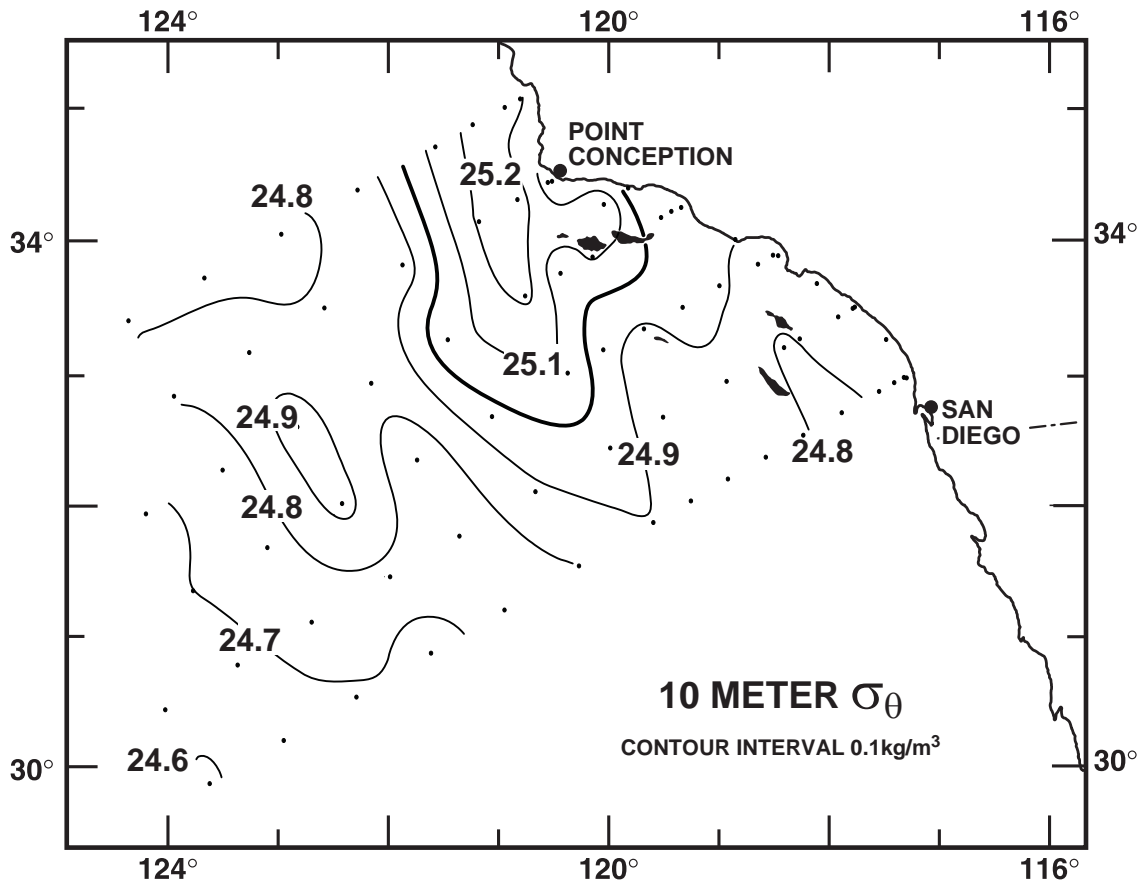 124° 120° 116°
POINT
CONCEPTION
25.2
24.8
34° 34°
25.1
24.9
SAN
DIEGO
24.9 24.8
24.8
24.7
10 METER σθ
CONTOUR INTERVAL 0.1kg/m³
24.6
30° 30°
124° 120° 116°